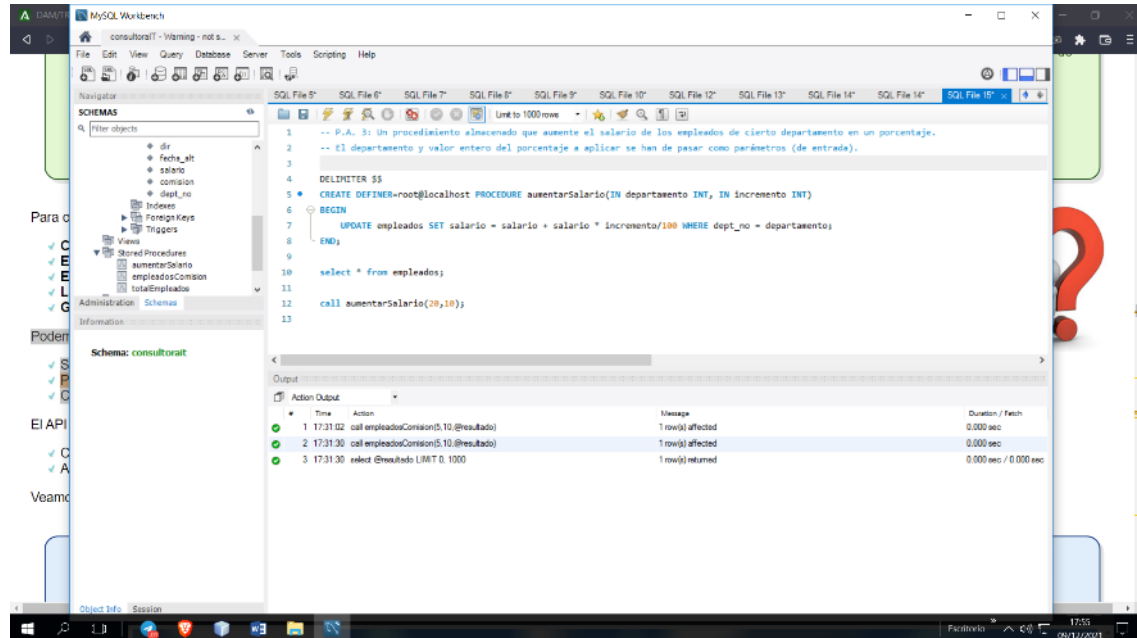 DAM/TR
MySQL Workbench
consultoraIT - Warning - not s...
File Edit View Query Database Server Tools Scripting Help
Navigator
SCHEMAS
Filter objects
dir
fecha_alt
salario
comision
dept_no
Indexes
Foreign Keys
Triggers
Views
Stored Procedures
aumentarSalario
empleadosComision
totalEmpleados
Administration Schemas
Information
Schema: consultorait
Object Info Session
SQL File 5* SQL File 6* SQL File 7* SQL File 8* SQL File 9* SQL File 10* SQL File 12* SQL File 13* SQL File 14* SQL File 14* SQL File 15*
Limit to 1000 rows
1 -- P.A. 3: Un procedimiento almacenado que aumente el salario de los empleados de cierto departamento en un porcentaje.
2 -- El departamento y valor entero del porcentaje a aplicar se han de pasar como parámetros (de entrada).
3
4 DELIMITER $$
5 CREATE DEFINER=root@localhost PROCEDURE aumentarSalario(IN departamento INT, IN incremento INT)
6 BEGIN
7 UPDATE empleados SET salario = salario + salario * incremento/100 WHERE dept_no = departamento;
8 END;
9
10 select * from empleados;
11
12 call aumentarSalario(20,10);
13
Output
Action Output
# Time Action Message Duration / Fetch
1 17:31:02 call empleadosComision(5,10,@resultado) 1 row(s) affected 0.000 sec
2 17:31:30 call empleadosComision(5,10,@resultado) 1 row(s) affected 0.000 sec
3 17:31:30 select @resultado LIMIT 0, 1000 1 row(s) returned 0.000 sec / 0.000 sec
Para
Podem
El API
Veamo
Escritorio
17:55
09/12/2021